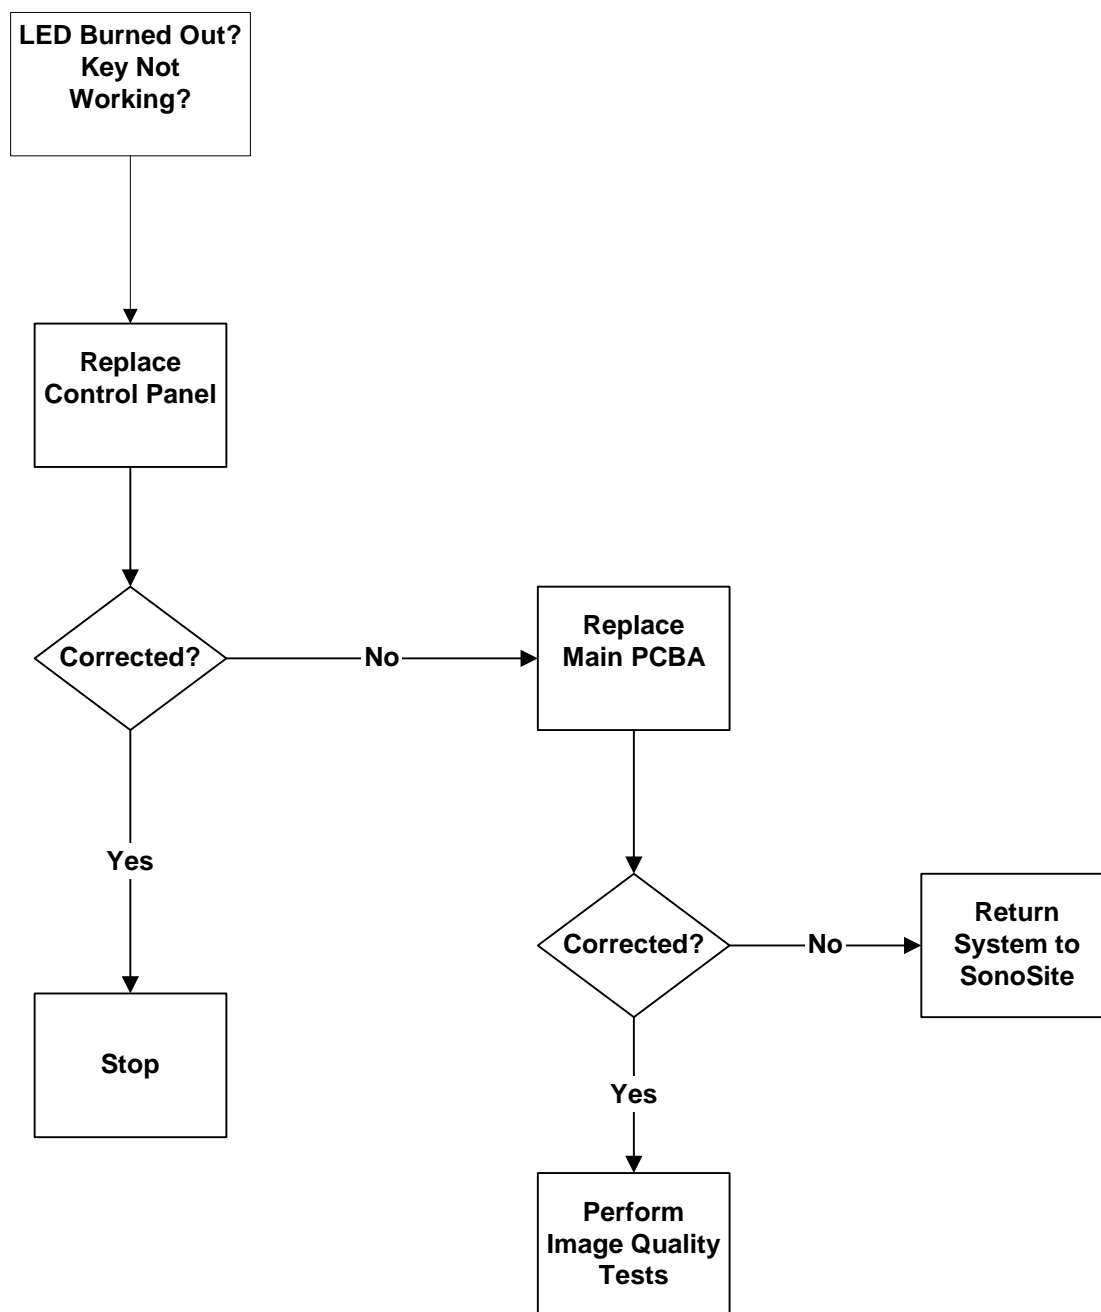 LED Burned Out?
Key Not
Working?
Replace
Control Panel
Corrected?
No
Replace
Main PCBA
Yes
Corrected?
No
Return
System to
SonoSite
Stop
Yes
Perform
Image Quality
Tests